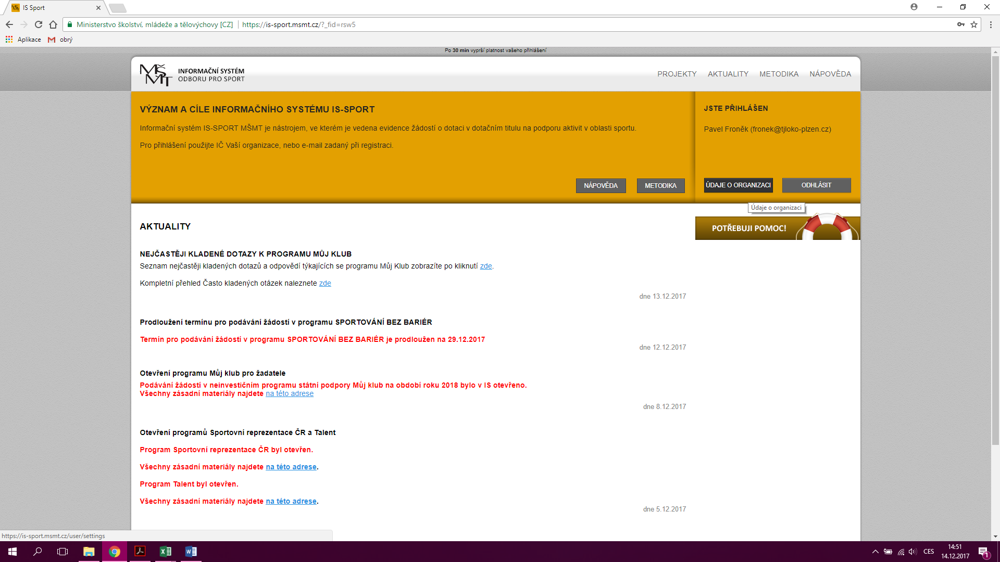 IS Sport
Ministerstvo školství, mládeže a tělovýchovy [CZ]
https://is-sport.msmt.cz/?_fid=rsw5
Aplikace
obrý
Po 30 min vyprší platnost vašeho přihlášení
MŠMT
INFORMAČNÍ SYSTÉM
ODBORU PRO SPORT
PROJEKTY AKTUALITY METODIKA NÁPOVĚDA
VÝZNAM A CÍLE INFORMAČNÍHO SYSTÉMU IS-SPORT
Informační systém IS-SPORT MŠMT je nástrojem, ve kterém je vedena evidence žádostí o dotaci v dotačním titulu na podporu aktivit v oblasti sportu.
Pro přihlášení použijte IČ Vaší organizace, nebo e-mail zadaný při registraci.
NÁPOVĚDA METODIKA
JSTE PŘIHLÁŠEN
Pavel Froněk (fronek@tjloko-plzen.cz)
ÚDAJE O ORGANIZACI ODHLÁSIT
Údaje o organizaci
POTŘEBUJI POMOC!
AKTUALITY
NEJČASTĚJI KLADENÉ DOTAZY K PROGRAMU MŮJ KLUB
Seznam nejčastěji kladených dotazů a odpovědí týkajících se programu Můj Klub zobrazíte po kliknutí zde.
Kompletní přehled Často kladených otázek naleznete zde
dne 13.12.2017
Prodloužení termínu pro podávání žádostí v programu SPORTOVÁNÍ BEZ BARIÉR
Termín pro podávání žádostí v programu SPORTOVÁNÍ BEZ BARIÉR je prodloužen na 29.12.2017
dne 12.12.2017
Otevření programu Můj klub pro žadatele
Podávání žádostí v neinvestičním programu státní podpory Můj klub na období roku 2018 bylo v IS otevřeno.
Všechny zásadní materiály najdete na této adrese
dne 8.12.2017
Otevření programů Sportovní reprezentace ČR a Talent
Program Sportovní reprezentace ČR byl otevřen.
Všechny zásadní materiály najdete na této adrese.
Program Talent byl otevřen.
Všechny zásadní materiály najdete na této adrese.
dne 5.12.2017
https://is-sport.msmt.cz/user/settings
CES
14:51
14.12.2017
1